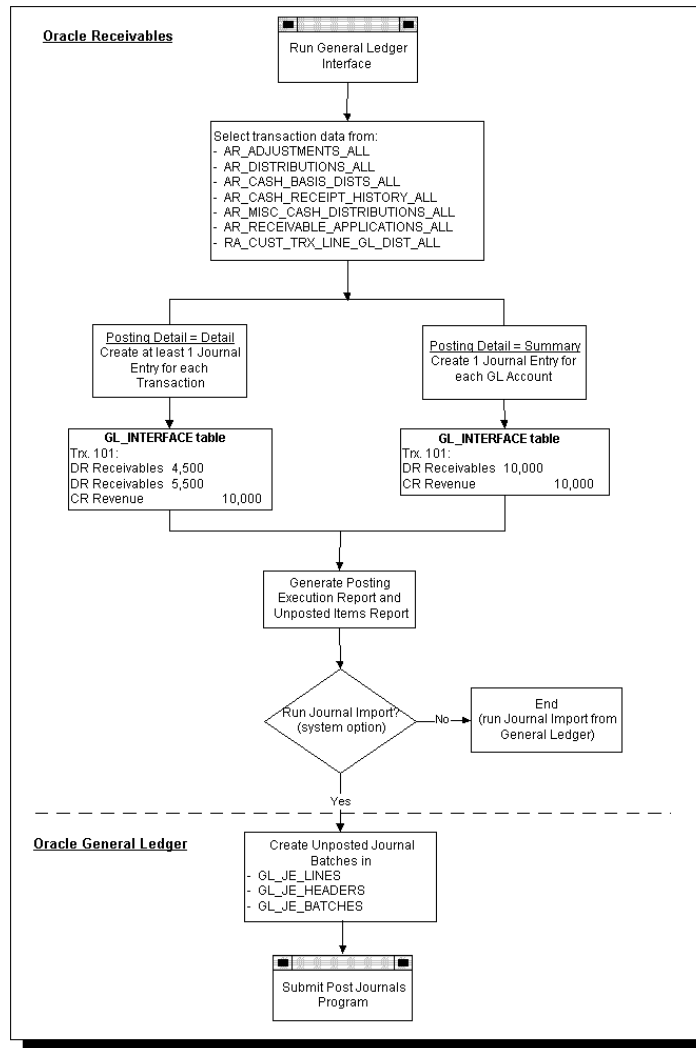 Oracle Receivables
Run General Ledger
Interface
Select transaction data from:
- AR_ADJUSTMENTS_ALL
- AR_DISTRIBUTIONS_ALL
- AR_CASH_BASIS_DISTS_ALL
- AR_CASH_RECEIPT_HISTORY_ALL
- AR_MISC_CASH_DISTRIBUTIONS_ALL
- AR_RECEIVABLE_APPLICATIONS_ALL
- RA_CUST_TRX_LINE_GL_DIST_ALL
Posting Detail = Detail
Create at least 1 Journal
Entry for each
Transaction
Posting Detail = Summary
Create 1 Journal Entry for
each GL Account
GL_INTERFACE table
Trx. 101:
DR Receivables 4,500
DR Receivables 5,500
CR Revenue 10,000
GL_INTERFACE table
Trx. 101:
DR Receivables 10,000
CR Revenue 10,000
Generate Posting
Execution Report and
Unposted Items Report
Run Journal Import?
(system option)
No
End
(run Journal Import from
General Ledger)
Yes
Oracle General Ledger
Create Unposted Journal
Batches in
- GL_JE_LINES
- GL_JE_HEADERS
- GL_JE_BATCHES
Submit Post Journals
Program